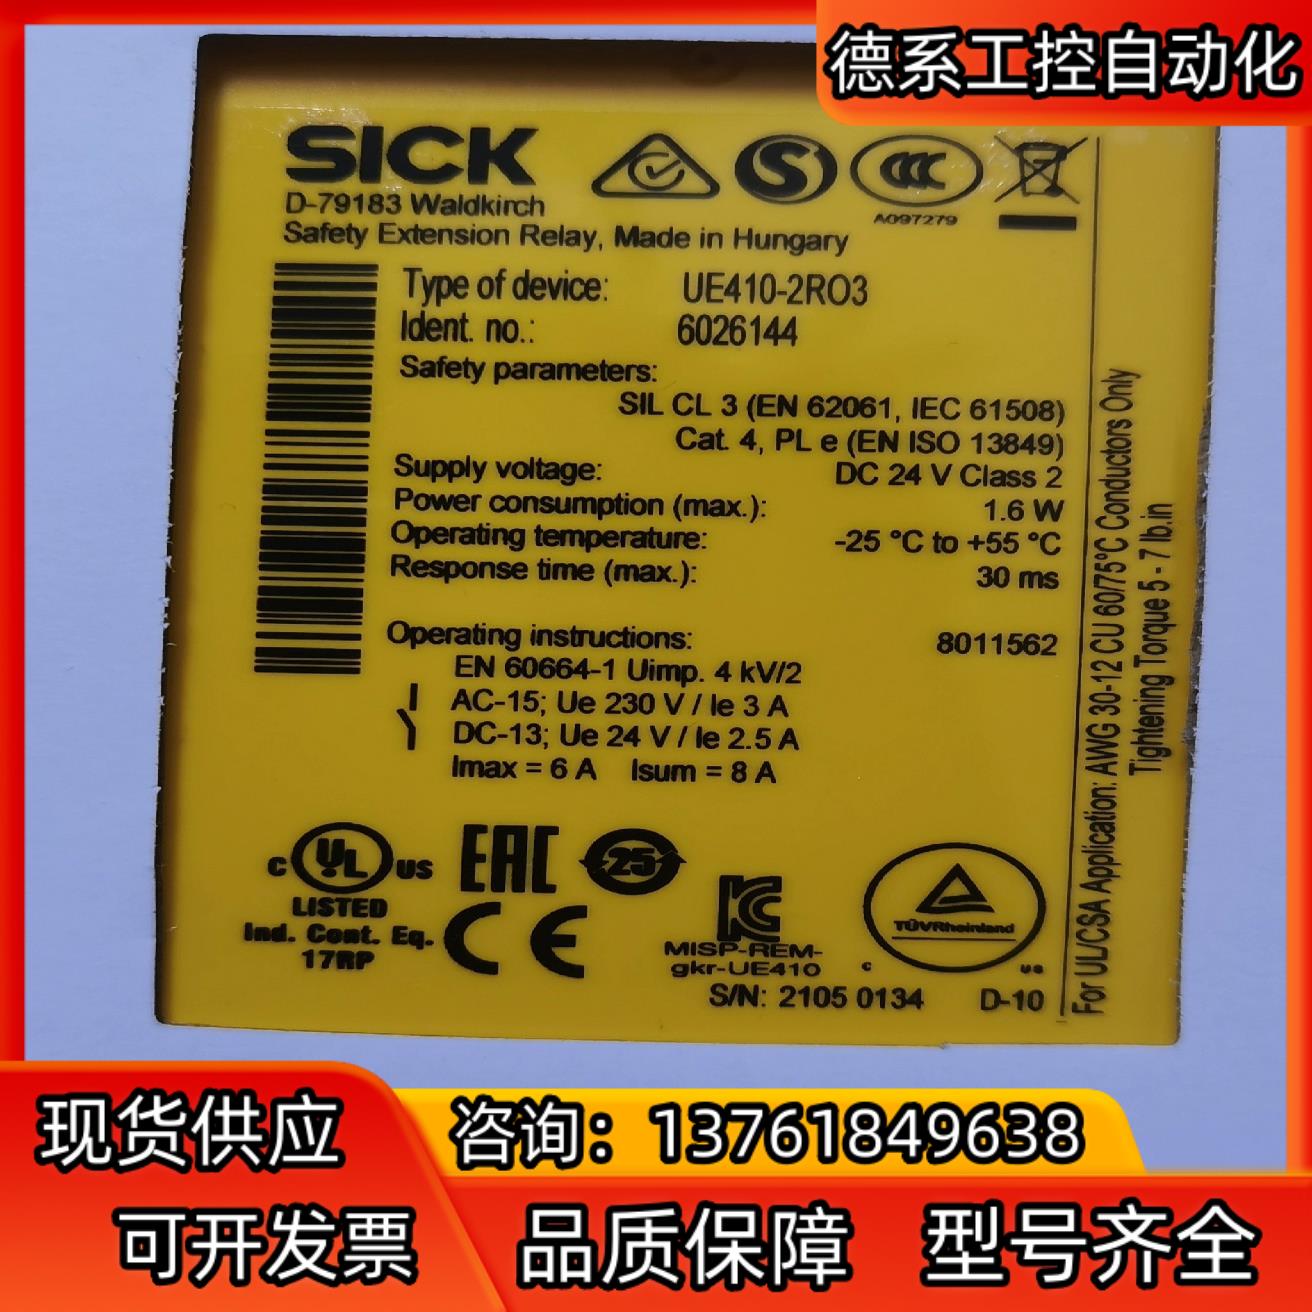 德系工控自动化
SICK
D-79183 Waldkirch
A097279
Safety Extension Relay, Made in Hungary
Type of device: UE410-2RO3
Ident. no.: 6026144
Safety parameters:
SIL CL 3 (EN 62061, IEC 61508)
Cat. 4, PL e (EN ISO 13849)
Supply voltage: DC 24 V Class 2
Power consumption (max.): 1.6 W
Operating temperature: -25 °C to +55 °C
Response time (max.): 30 ms
Operating instructions: 8011562
EN 60664-1 Uimp. 4 kV/2
AC-15; Ue 230 V / Ie 3 A
DC-13; Ue 24 V / Ie 2.5 A
Imax = 6 A Isum = 8 A
For UL/CSA Application: AWG 30-12 CU 60/75°C Conductors Only
Tightening Torque 5 - 7 lb.in
C UL US
LISTED
Ind. Cont. Eq.
17RP
EAC
25
CE
KC
MISP-REM-
gkr-UE410
TÜVRheinland
C US
S/N: 2105 0134 D-10
现货供应
咨询：13761849638
可开发票
品质保障 型号齐全